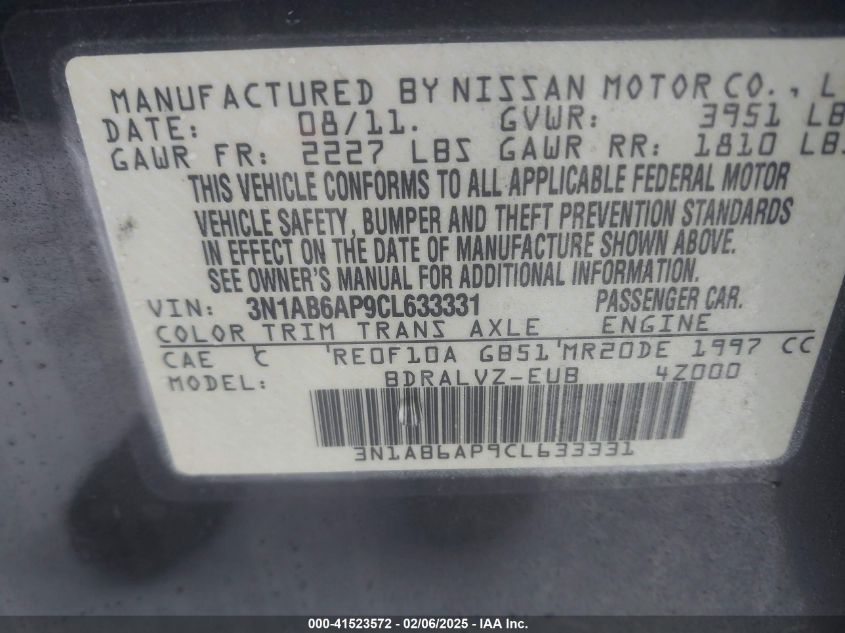 MANUFACTURED BY NISSAN MOTOR CO., L
DATE: 08/11. GVWR: 3951 LB
GAWR FR: 2227 LBS GAWR RR: 1810 LBS
THIS VEHICLE CONFORMS TO ALL APPLICABLE FEDERAL MOTOR
VEHICLE SAFETY, BUMPER AND THEFT PREVENTION STANDARDS
IN EFFECT ON THE DATE OF MANUFACTURE SHOWN ABOVE.
SEE OWNER'S MANUAL FOR ADDITIONAL INFORMATION.
VIN: 3N1AB6AP9CL633331 PASSENGER CAR.
COLOR TRIM TRANS AXLE ENGINE
CAE C RE0F10A GB51 MR20DE 1997 CC
MODEL: BDRALVZ-EUB 4Z000
3N1AB6AP9CL633331
000-41523572 — 02/06/2025 - IAA Inc.